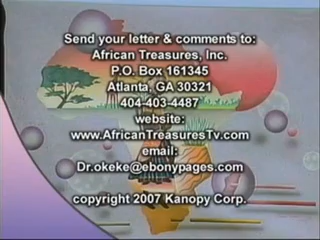 Send your letter & comments to:
African Treasures, Inc.
P.O. Box 161345
Atlanta, GA 30321
404-403-4487
website:
www.AfricanTreasuresTv.com
email:
Dr.okeke@ebonypages.com
copyright 2007 Kanopy Corp.